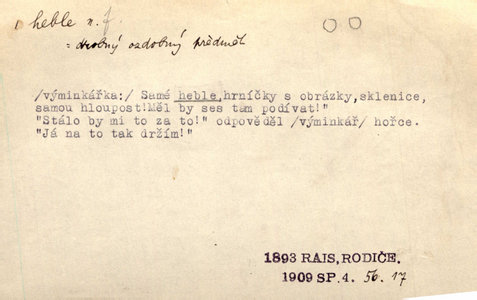 heble n. f.
= drobný ozdobný předmět
/výminkářka:/ Samé heble,hrníčky s obrázky,sklenice,
samou hloupost!Měl by ses tam podívat!"
"Stálo by mi to za to!" odpověděl /výminkář/ hořce.
"Já na to tak držím!"
1893 RAIS,RODIČE.
1909 SP.4. 56. 17